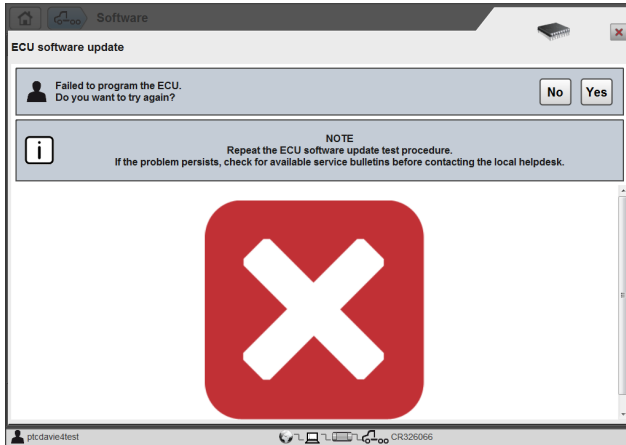 Software
ECU software update
Failed to program the ECU.
Do you want to try again?
No
Yes
NOTE
Repeat the ECU software update test procedure.
If the problem persists, check for available service bulletins before contacting the local helpdesk.
ptcdavie4test
CR326066